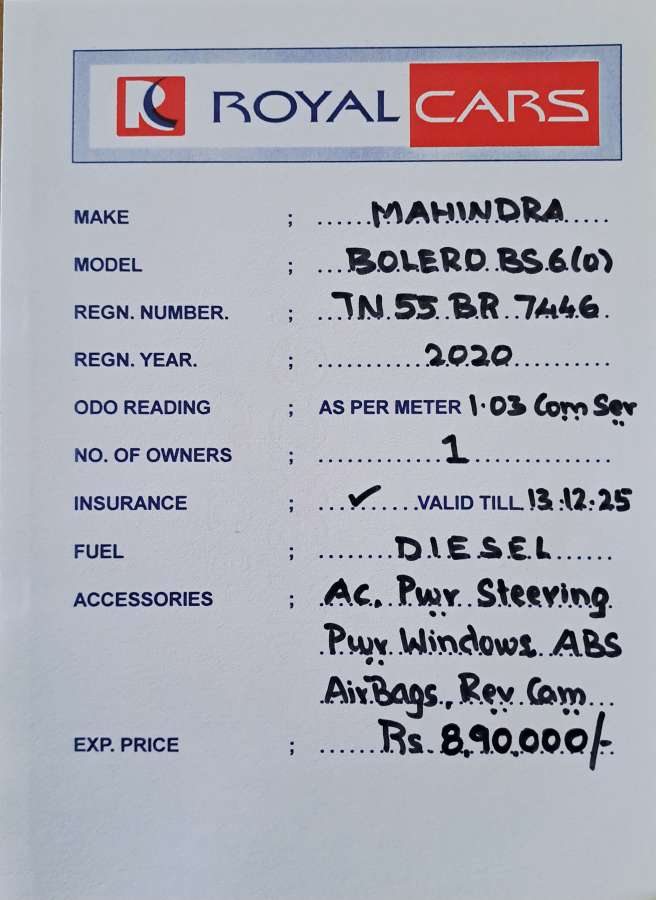 R ROYAL CARS
MAKE ; MAHINDRA
MODEL ; BOLERO BS6(O)
REGN. NUMBER. ; TN 55 BR 7446
REGN. YEAR. ; 2020
ODO READING ; AS PER METER 1.03 Com Ser
NO. OF OWNERS ; 1
INSURANCE ; ✓ VALID TILL 13.12.25
FUEL ; DIESEL
ACCESSORIES ; AC, Pwr Steering
Pwr Windows ABS
AirBags, Rev Cam
EXP. PRICE ; Rs. 8,90,000/-